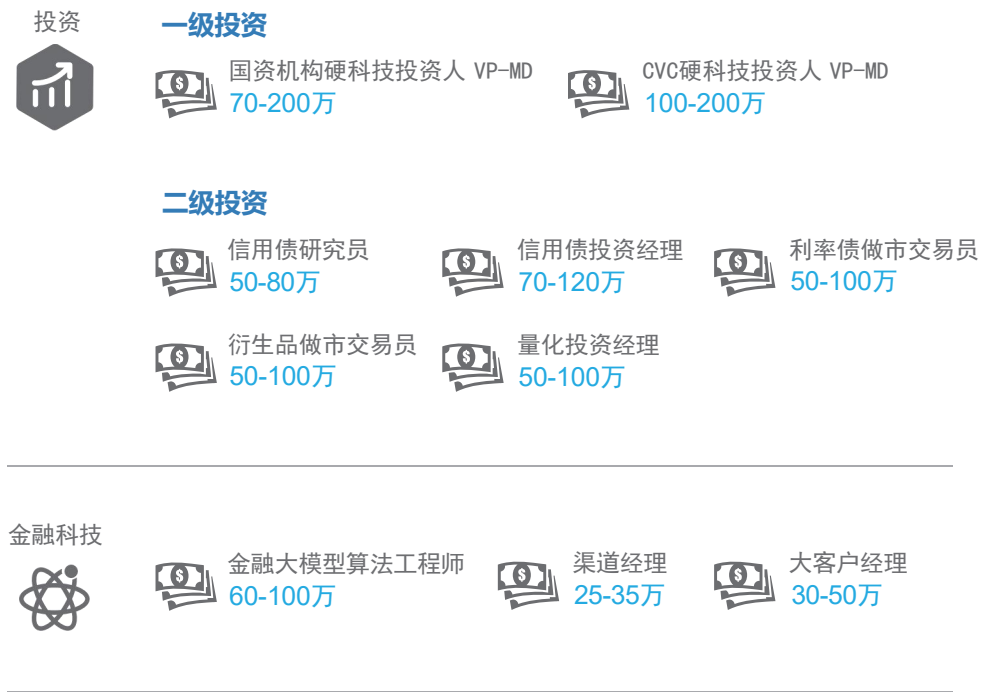 投资
一级投资
国资机构硬科技投资人 VP-MD
70-200万
CVC硬科技投资人 VP-MD
100-200万
二级投资
信用债研究员
50-80万
信用债投资经理
70-120万
利率债做市交易员
50-100万
衍生品做市交易员
50-100万
量化投资经理
50-100万
金融科技
金融大模型算法工程师
60-100万
渠道经理
25-35万
大客户经理
30-50万